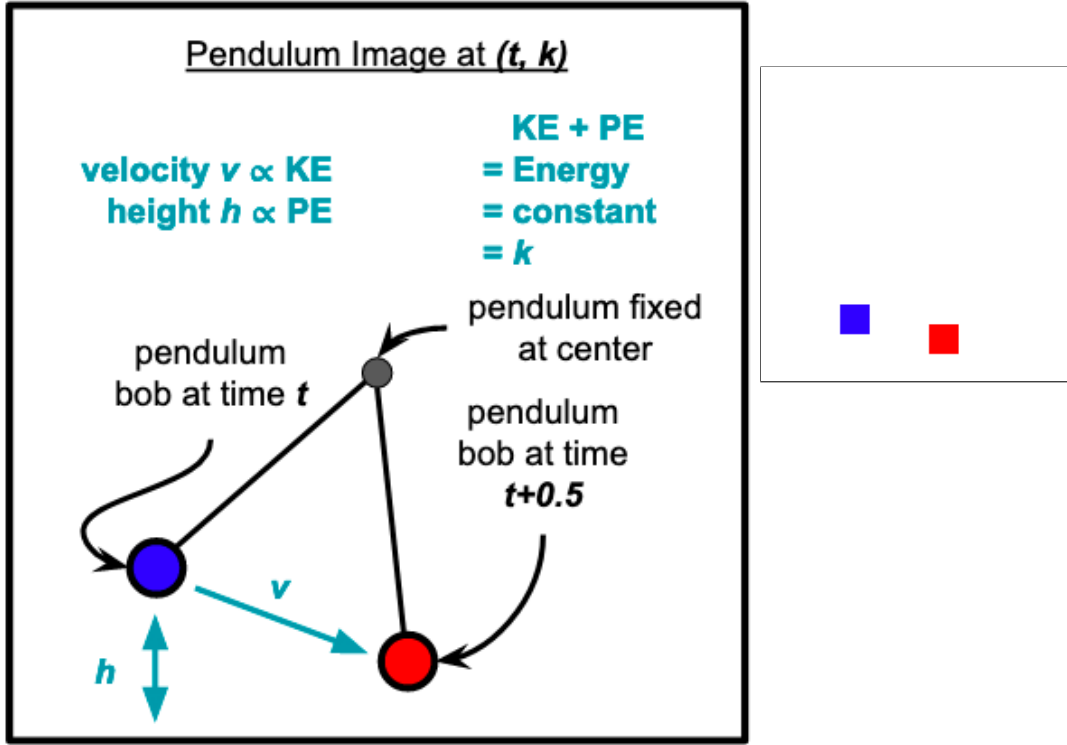 Pendulum Image at (t, k)
velocity v ∝ KE
height h ∝ PE
KE + PE
= Energy
= constant
= k
pendulum fixed
at center
pendulum
bob at time t
pendulum
bob at time
t+0.5
v
h